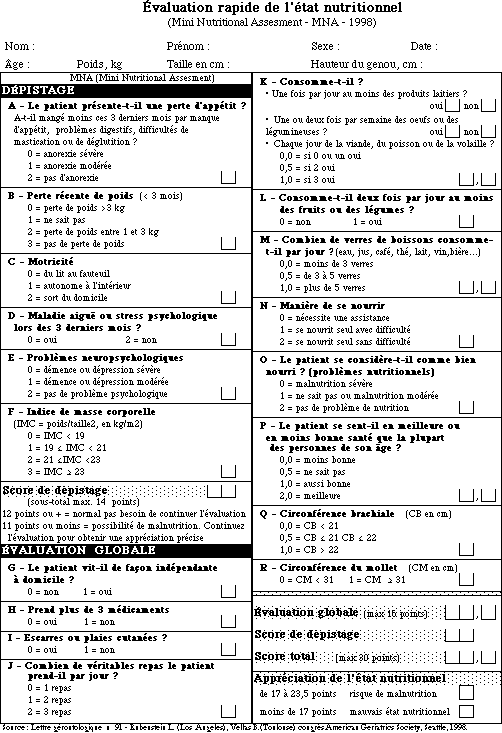 Évaluation rapide de l'état nutritionnel
(Mini Nutritional Assesment - MNA - 1998)
Nom : Prénom : Sexe : Date :
Âge : Poids, kg Taille en cm : Hauteur du genou, cm :
MNA (Mini Nutritional Assesment)
DÉPISTAGE
A - Le patient présente-t-il une perte d'appétit ?
A-t-il mangé moins ces 3 derniers mois par manque
d'appétit, problèmes digestifs, difficultés de
mastication ou de déglutition ?
0 = anorexie sévère
1 = anorexie modérée
2 = pas d'anorexie
B - Perte récente de poids (< 3 mois)
0 = perte de poids >3 kg
1 = ne sait pas
2 = perte de poids entre 1 et 3 kg
3 = pas de perte de poids
C - Motricité
0 = du lit au fauteuil
1 = autonome à l'intérieur
2 = sort du domicile
D - Maladie aiguë ou stress psychologique
lors des 3 derniers mois ?
0 = oui 2 = non
E - Problèmes neuropsychologiques
0 = démence ou dépression sévère
1 = démence ou dépression modérée
2 = pas de problème psychologique
F - Indice de masse corporelle
(IMC = poids/taille2, en kg/m2)
0 = IMC < 19
1 = 19 ≤ IMC < 21
2 = 21 ≤ IMC <23
3 = IMC ≥ 23
Score de dépistage
(sous-total max. 14 points)
12 points ou + = normal pas besoin de continuer l'évaluation
11 points ou moins = possibilité de malnutrition. Continuez
l'évaluation pour obtenir une appréciation précise
ÉVALUATION GLOBALE
G - Le patient vit-il de façon indépendante
à domicile ?
0 = non 1 = oui
H - Prend plus de 3 médicaments
0 = oui 1 = non
I - Escarres ou plaies cutanées ?
0 = oui 1 = non
J - Combien de véritables repas le patient
prend-il par jour ?
0 = 1 repas
1 = 2 repas
2 = 3 repas
K - Consomme-t-il ?
• Une fois par jour au moins des produits laitiers ?
oui non
• Une ou deux fois par semaine des oeufs ou des
légumineuses ? oui non
• Chaque jour de la viande, du poisson ou de la volaille ?
0,0 = si 0 ou un oui
0,5 = si 2 oui
1,0 = si 3 oui
L - Consomme-t-il deux fois par jour au moins
des fruits ou des légumes ?
0 = non 1 = oui
M - Combien de verres de boissons consomme-
t-il par jour ? (eau, jus, café, thé, lait, vin,bière...)
0,0 = moins de 3 verres
0,5 = de 3 à 5 verres
1,0 = plus de 5 verres
N - Manière de se nourrir
0 = nécessite une assistance
1 = se nourrit seul avec difficulté
2 = se nourrit seul sans difficulté
O - Le patient se considère-t-il comme bien
nourri ? (problèmes nutritionnels)
0 = malnutrition sévère
1 = ne sait pas ou malnutrition modérée
2 = pas de problème de nutrition
P - Le patient se sent-il en meilleure ou
en moins bonne santé que la plupart
des personnes de son âge ?
0,0 = moins bonne
0,5 = ne sait pas
1,0 = aussi bonne
2,0 = meilleure
Q - Circonférence brachiale (CB en cm)
0,0 = CB < 21
0,5 = CB ≤ 21 CB ≤ 22
1,0 = CB > 22
R - Circonférence du mollet (CM en cm)
0 = CM < 31 1 = CM ≥ 31
Évaluation globale (max 16 points)
Score de dépistage
Score total (max 30 points)
Appréciation de l'état nutritionnel
de 17 à 23,5 points risque de malnutrition
moins de 17 points mauvais état nutritionnel
Source : Lettre gérontologique n° 91 - Rubenstein L. (Los Angeles), Vellas B.(Toulouse) congrès American Geriatrics Society, Seattle, 1998.